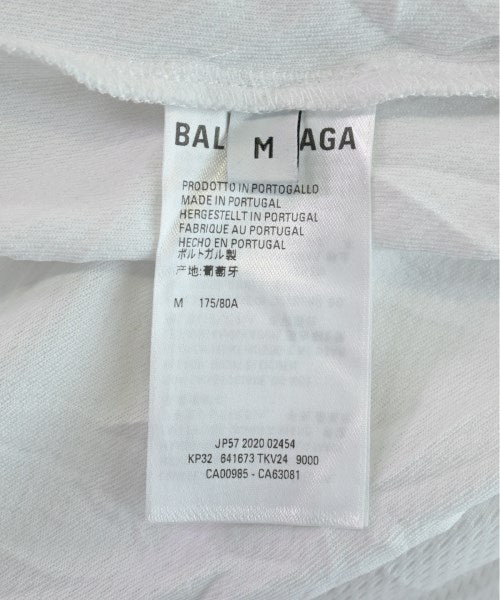 BAL M AGA
PRODOTTO IN PORTOGALLO
MADE IN PORTUGAL
HERGESTELLT IN PORTUGAL
FABRIQUE AU PORTUGAL
HECHO EN PORTUGAL
ポルトガル製
产地:葡萄牙
M 175/80A
JP57 2020 02454
KP32 641673 TKV24 9000
CA00985 - CA63081